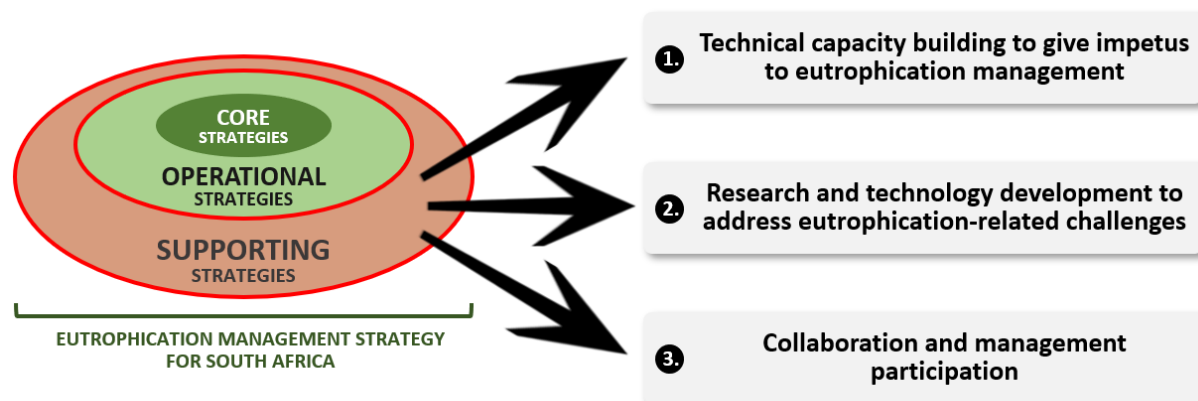 CORE
STRATEGIES
OPERATIONAL
STRATEGIES
SUPPORTING
STRATEGIES
EUTROPHICATION MANAGEMENT STRATEGY
FOR SOUTH AFRICA
1. Technical capacity building to give impetus
to eutrophication management
2. Research and technology development to
address eutrophication-related challenges
3. Collaboration and management
participation